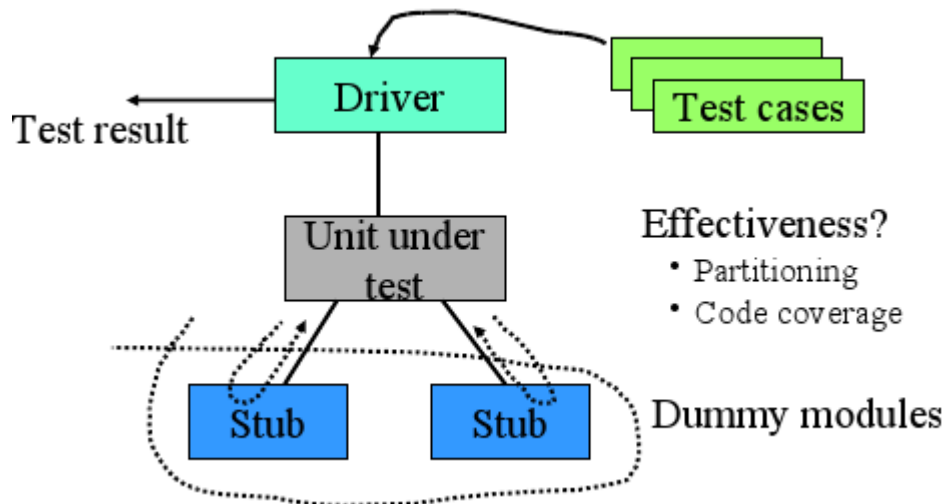 Driver
Test cases
Test result
Unit under
test
Effectiveness?
• Partitioning
• Code coverage
Stub
Stub
Dummy modules